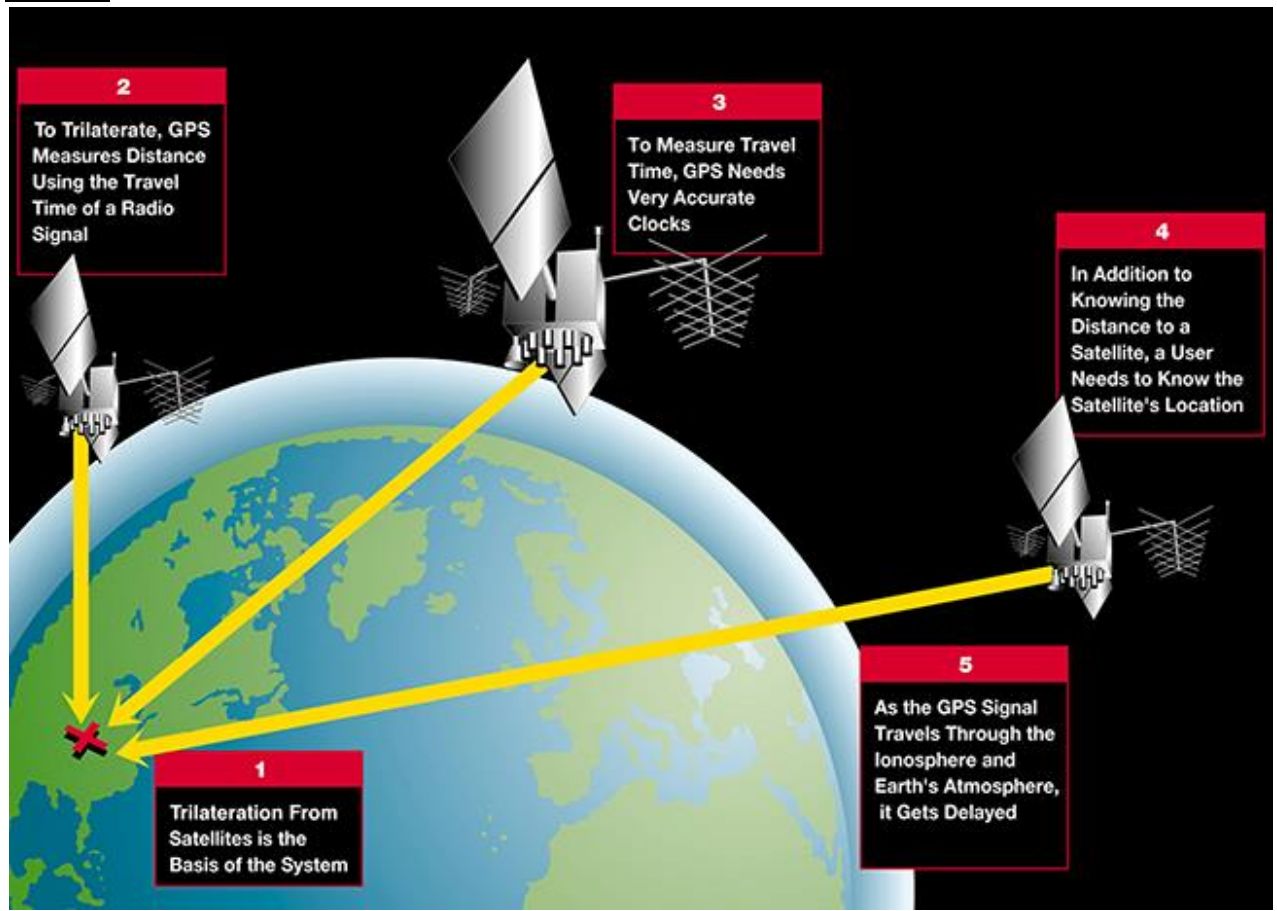 1
Trilateration From
Satellites is the
Basis of the System
2
To Trilaterate, GPS
Measures Distance
Using the Travel
Time of a Radio
Signal
3
To Measure Travel
Time, GPS Needs
Very Accurate
Clocks
4
In Addition to
Knowing the
Distance to a
Satellite, a User
Needs to Know the
Satellite's Location
5
As the GPS Signal
Travels Through the
Ionosphere and
Earth's Atmosphere,
it Gets Delayed